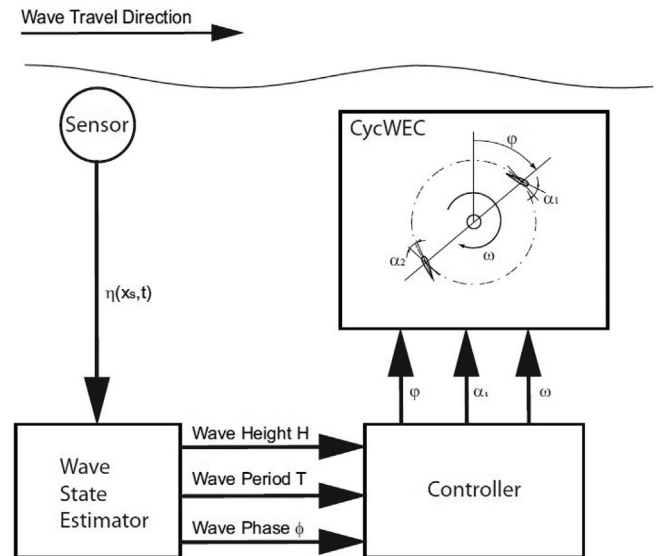 Wave Travel Direction
Sensor
CycWEC
φ
α₁
α₂
ω
η(xₛ,t)
φ
α₁
ω
Wave Height H
Wave Period T
Wave Phase ϕ
Wave
State
Estimator
Controller